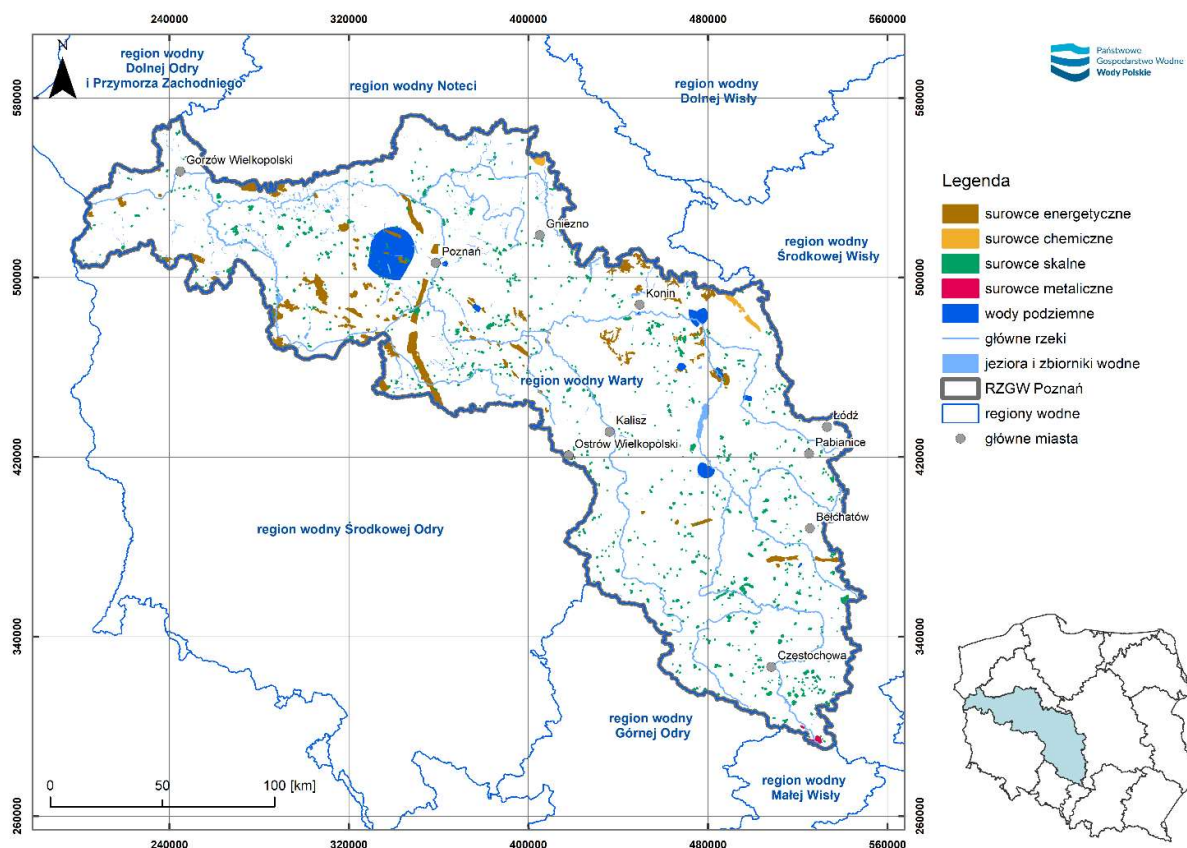 240000
320000
400000
480000
560000
N
region wodny
Dolnej Odry
i Przymorza Zachodniego
region wodny Noteci
region wodny
Dolnej Wisły
region wodny
Środkowej Wisły
Gorzów Wielkopolski
Gniezno
Poznań
Konin
region wodny Warty
Kalisz
Ostrów Wielkopolski
Łódź
Pabianice
Bełchatów
region wodny Środkowej Odry
Częstochowa
region wodny
Górnej Odry
region wodny
Małej Wisły
0
50
100 [km]
580000
500000
420000
340000
260000
580000
500000
420000
340000
260000
240000
320000
400000
480000
560000
Państwowe
Gospodarstwo Wodne
Wody Polskie
Legenda
surowce energetyczne
surowce chemiczne
surowce skalne
surowce metaliczne
wody podziemne
główne rzeki
jeziora i zbiorniki wodne
RZGW Poznań
regiony wodne
główne miasta